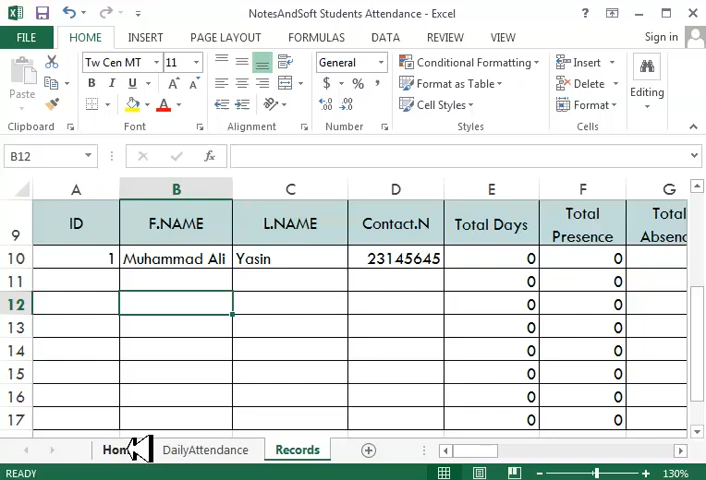 NotesAndSoft Students Attendance - Excel
Sign in
FILE HOME INSERT PAGE LAYOUT FORMULAS DATA REVIEW VIEW
Tw Cen MT 11
General
Conditional Formatting
Insert
B I U
$ % ,
Format as Table
Delete
Paste
Cell Styles
Format
Editing
Clipboard Font Alignment Number Styles Cells
B12
fx
A B C D E F G
9 ID F.NAME L.NAME Contact.N Total Days Total Presence Total
10 1 Muhammad Ali Yasin 23145645 0 0
11 0 0
12 0 0
13 0 0
14 0 0
15 0 0
16 0 0
17 0 0
DailyAttendance Records
READY 130%